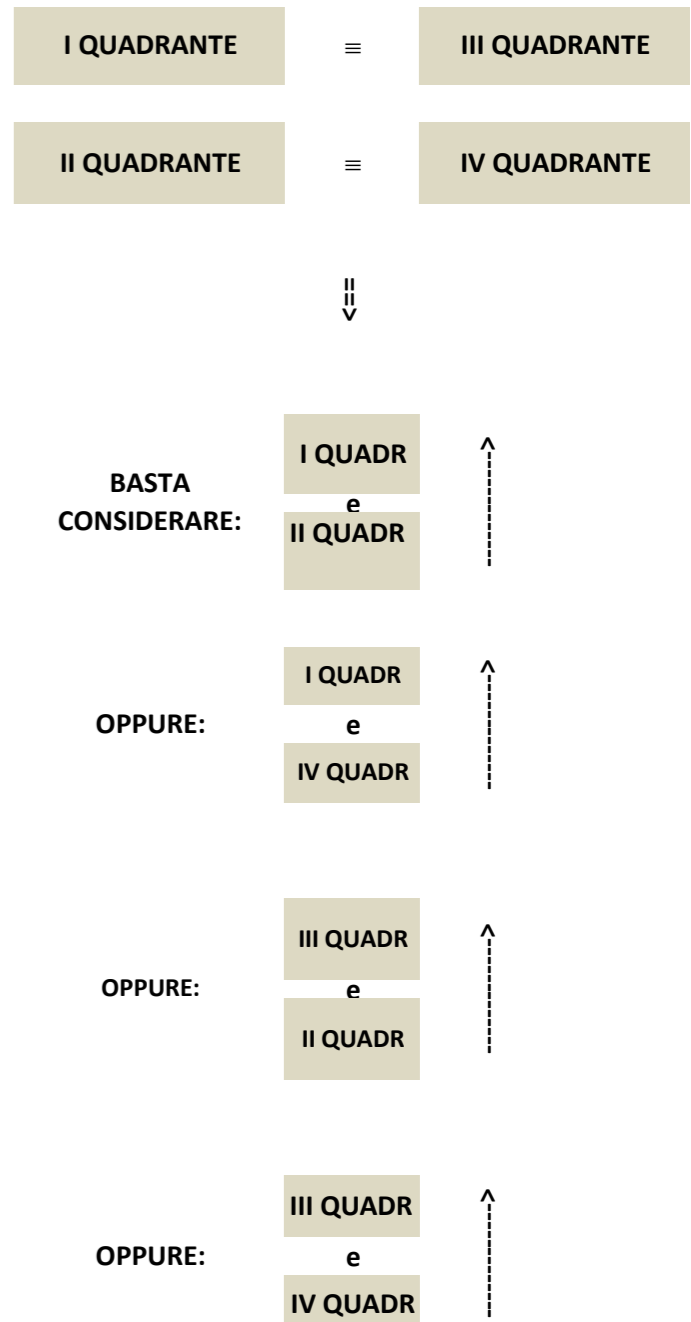 I QUADRANTE ≡ III QUADRANTE
II QUADRANTE ≡ IV QUADRANTE
==>
I QUADR
BASTA
CONSIDERARE:
e
II QUADR
------>
I QUADR
OPPURE:
e
IV QUADR
------>
III QUADR
OPPURE:
e
II QUADR
------>
III QUADR
OPPURE:
e
IV QUADR
------>